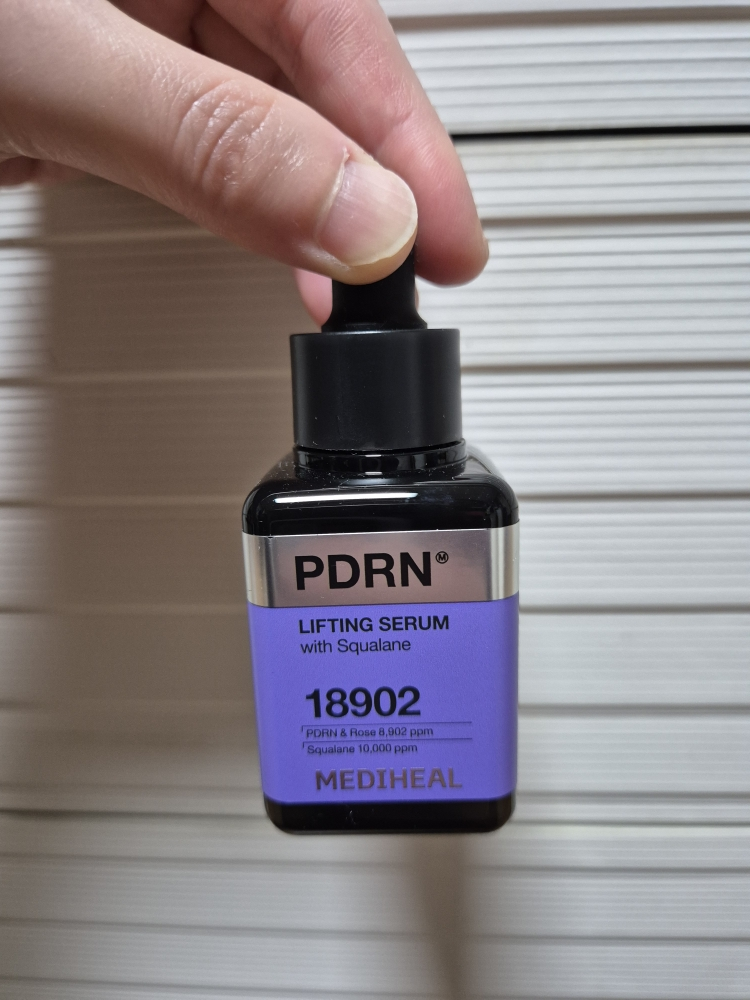 PDRN Ⓜ
LIFTING SERUM
with Squalane
18902
PDRN & Rose 8,902 ppm
Squalane 10,000 ppm
MEDIHEAL